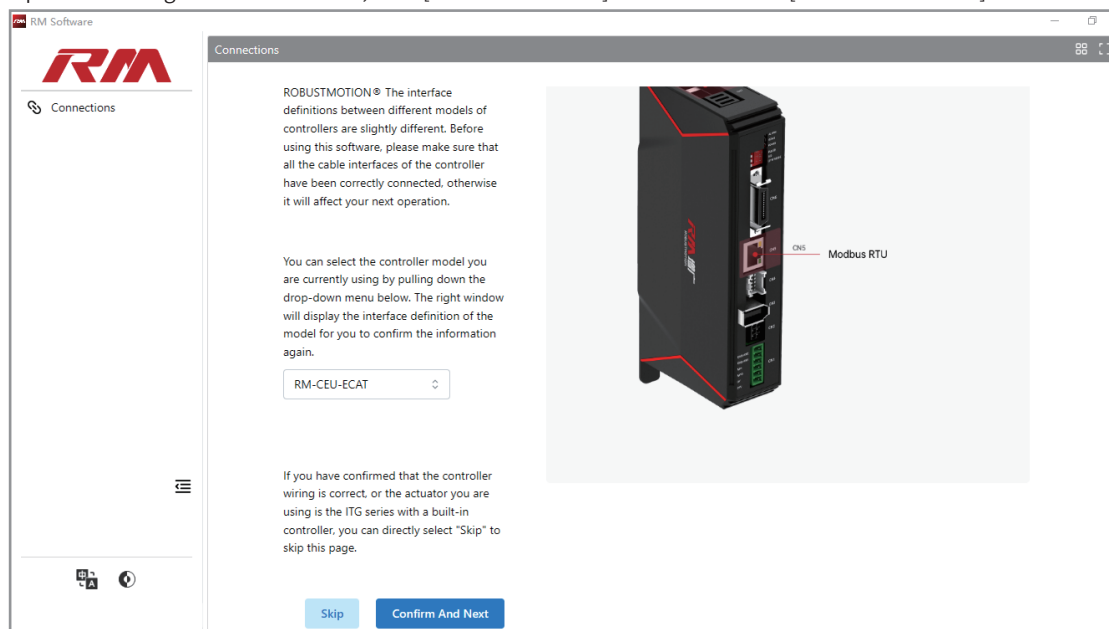 RM Software
RM
Connections
Connections
ROBUSTMOTION® The interface
definitions between different models of
controllers are slightly different. Before
using this software, please make sure that
all the cable interfaces of the controller
have been correctly connected, otherwise
it will affect your next operation.
You can select the controller model you
are currently using by pulling down the
drop-down menu below. The right window
will display the interface definition of the
model for you to confirm the information
again.
RM-CEU-ECAT
If you have confirmed that the controller
wiring is correct, or the actuator you are
using is the ITG series with a built-in
controller, you can directly select "Skip" to
skip this page.
Skip
Confirm And Next
CN5
Modbus RTU